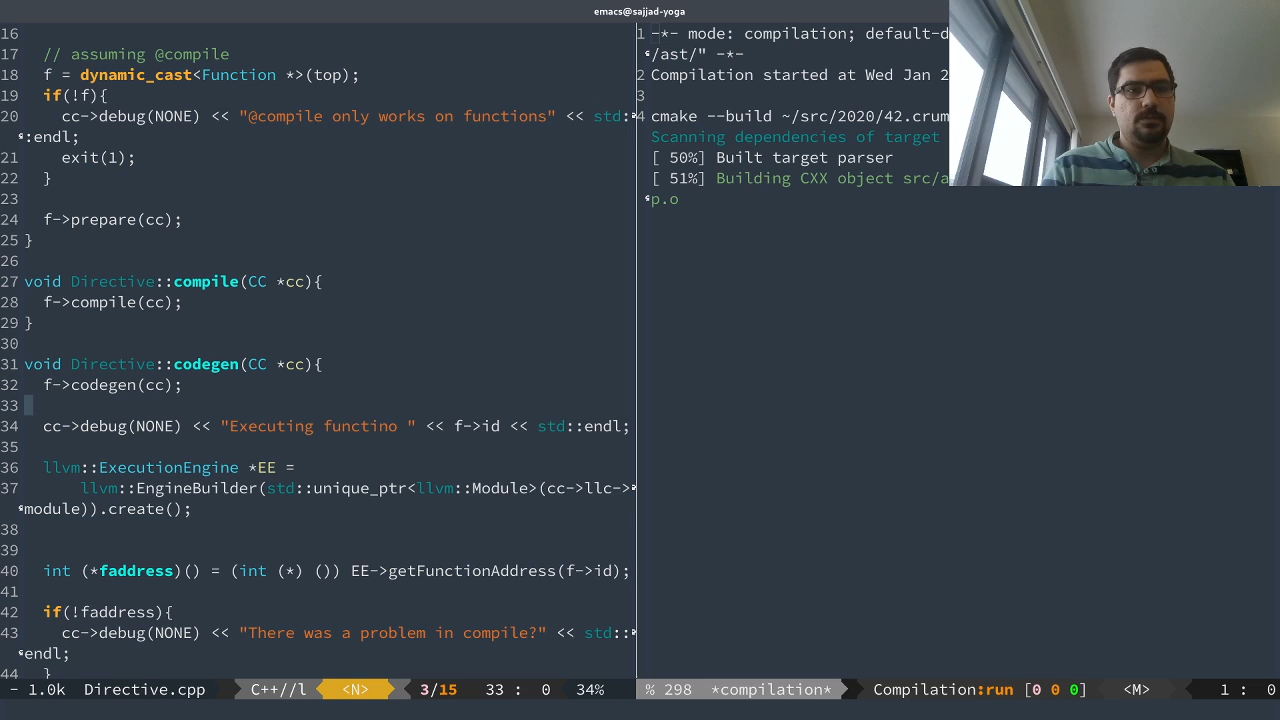 emacs@sajjad-yoga
16
17 // assuming @compile
18 f = dynamic_cast<Function *>(top);
19 if(!f){
20 cc->debug(NONE) << "@compile only works on functions" << std:
:endl;
21 exit(1);
22 }
23
24 f->prepare(cc);
25 }
26
27 void Directive::compile(CC *cc){
28 f->compile(cc);
29 }
30
31 void Directive::codegen(CC *cc){
32 f->codegen(cc);
33
34 cc->debug(NONE) << "Executing functino " << f->id << std::endl;
35
36 llvm::ExecutionEngine *EE =
37 llvm::EngineBuilder(std::unique_ptr<llvm::Module>(cc->llc->
module)).create();
38
39
40 int (*faddress)() = (int (*) ()) EE->getFunctionAddress(f->id);
41
42 if(!faddress){
43 cc->debug(NONE) << "There was a problem in compile?" << std::
endl;
44 }
- 1.0k Directive.cpp C++//l <N> 3/15 33 : 0 34%
1 -*- mode: compilation; default-d
/ast/" -*-
2 Compilation started at Wed Jan 2
3
4 cmake --build ~/src/2020/42.crum
Scanning dependencies of target
[ 50%] Built target parser
[ 51%] Building CXX object src/a
p.o
% 298 *compilation* Compilation:run [0 0 0] <M> 1 : 0